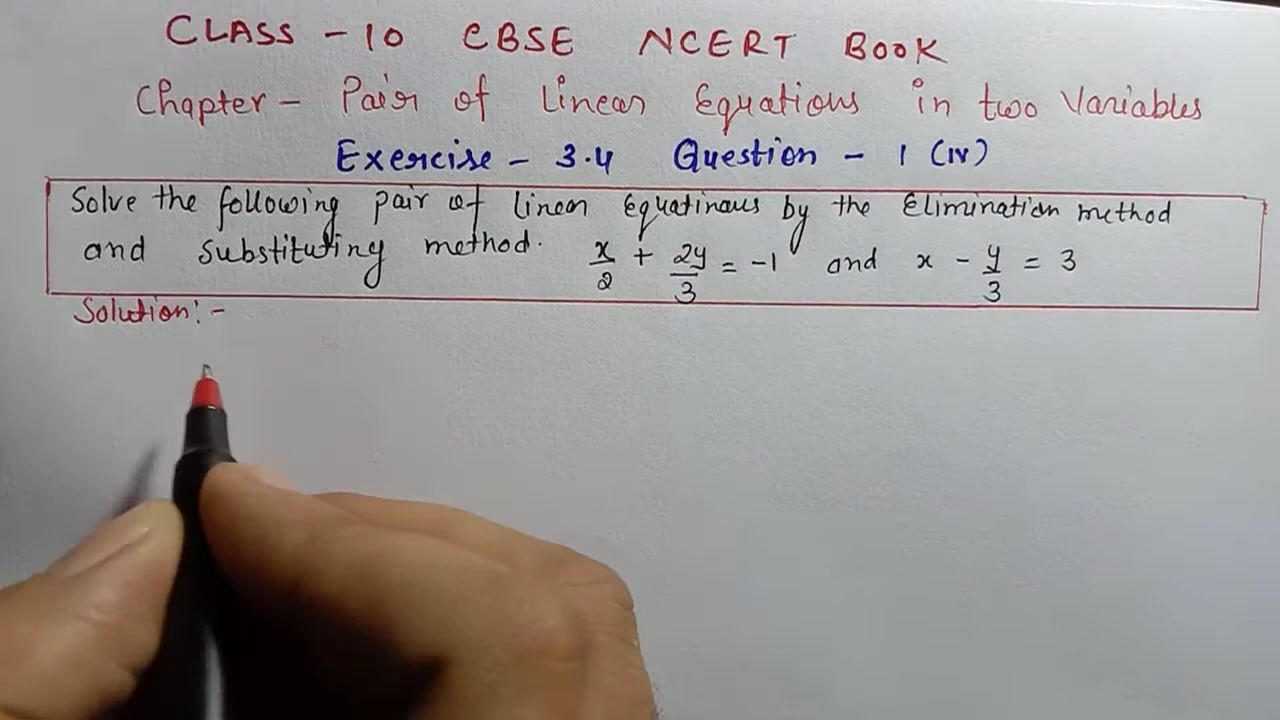 CLASS - 10 CBSE NCERT BOOK
Chapter - Pair of Linear Equations in two Variables
Exercise - 3.4 Question - 1 (iv)
Solve the following pair of linear Equatinous by the Elimination method
and substituting method. x/2 + 2y/3 = -1 and x - y/3 = 3
Solution:-